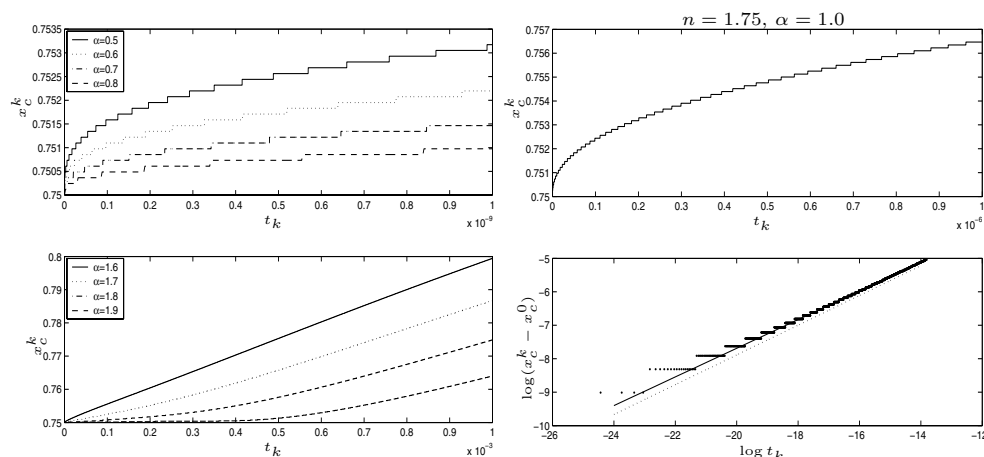 n = 1.75, α = 1.0
0.7535
0.753
0.7525
0.752
0.7515
0.751
0.7505
0.75
x_c^k
α=0.5
α=0.6
α=0.7
α=0.8
0 0.1 0.2 0.3 0.4 0.5 0.6 0.7 0.8 0.9 1
x 10^-9
t_k
0.757
0.756
0.755
0.754
0.753
0.752
0.751
0.75
x_c^k
0 0.1 0.2 0.3 0.4 0.5 0.6 0.7 0.8 0.9 1
x 10^-6
t_k
0.8
0.79
0.78
0.77
0.76
0.75
x_c^k
α=1.6
α=1.7
α=1.8
α=1.9
0 0.1 0.2 0.3 0.4 0.5 0.6 0.7 0.8 0.9 1
x 10^-3
t_k
-5
-6
-7
-8
-9
-10
log(x_c^k − x_c^0)
-26 -24 -22 -20 -18 -16 -14 -12
log t_k